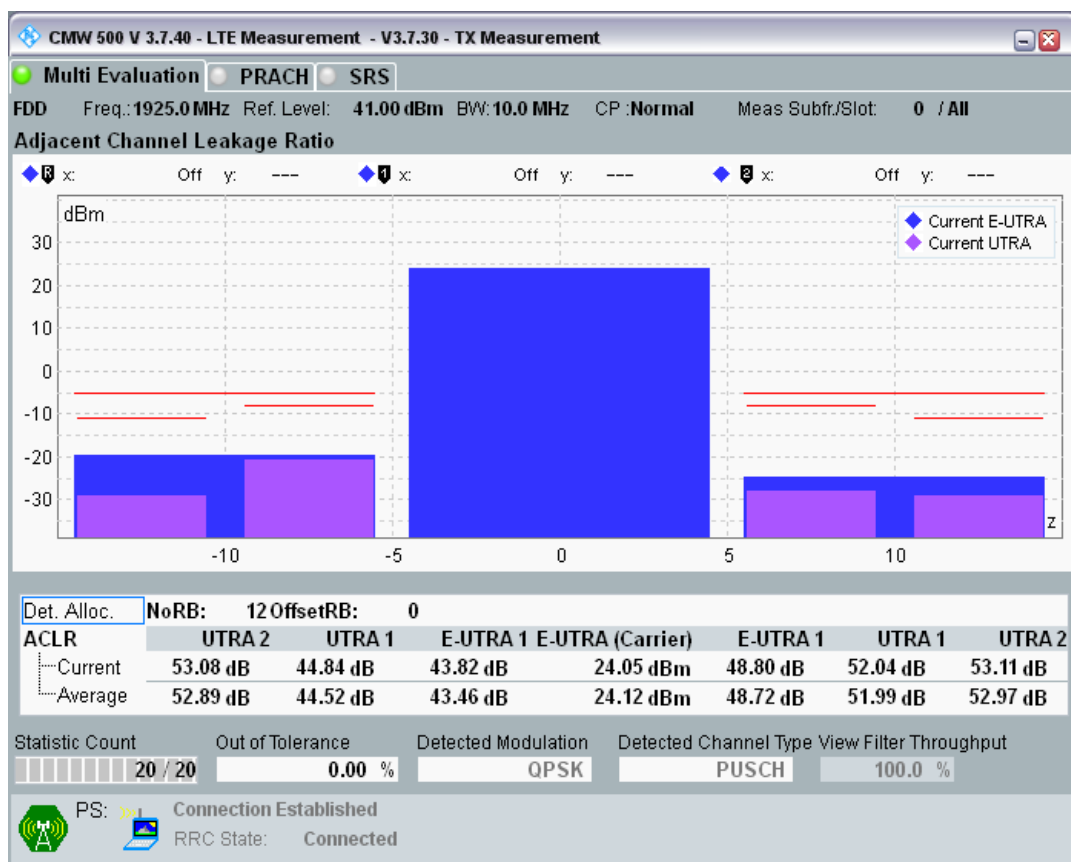 CMW 500 V 3.7.40 - LTE Measurement - V3.7.30 - TX Measurement
Multi Evaluation PRACH SRS
FDD Freq.: 1925.0 MHz Ref. Level: 41.00 dBm BW: 10.0 MHz CP :Normal Meas Subfr./Slot: 0 / All
Adjacent Channel Leakage Ratio
R x: Off y: --- 1 x: Off y: --- 2 x: Off y: ---
dBm
Current E-UTRA
Current UTRA
30
20
10
0
-10
-20
-30
z
-10 -5 0 5 10
Det. Alloc. NoRB: 12 OffsetRB: 0
ACLR UTRA 2 UTRA 1 E-UTRA 1 E-UTRA (Carrier) E-UTRA 1 UTRA 1 UTRA 2
Current 53.08 dB 44.84 dB 43.82 dB 24.05 dBm 48.80 dB 52.04 dB 53.11 dB
Average 52.89 dB 44.52 dB 43.46 dB 24.12 dBm 48.72 dB 51.99 dB 52.97 dB
Statistic Count Out of Tolerance Detected Modulation Detected Channel Type View Filter Throughput
20 / 20 0.00 % QPSK PUSCH 100.0 %
PS: Connection Established
RRC State: Connected